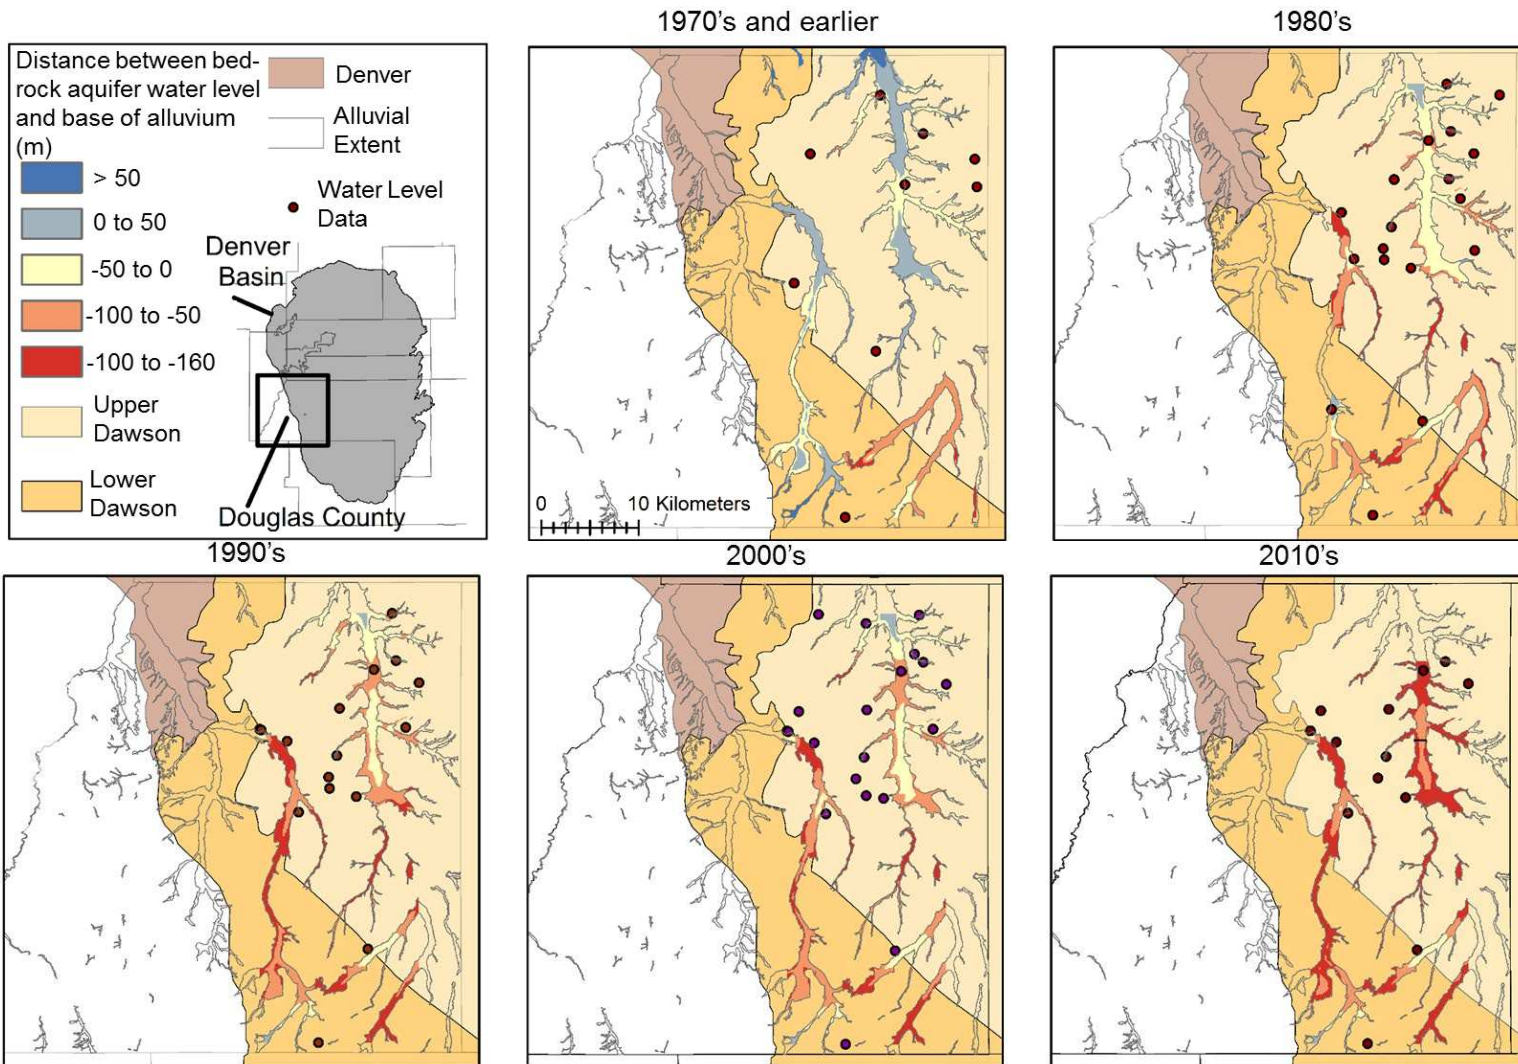 1970's and earlier
1980's
Distance between bed-
rock aquifer water level
and base of alluvium
(m)
> 50
0 to 50
-50 to 0
-100 to -50
-100 to -160
Upper
Dawson
Lower
Dawson
Denver
Alluvial
Extent
Water Level
Data
Denver
Basin
Douglas County
0 10 Kilometers
1990's
2000's
2010's